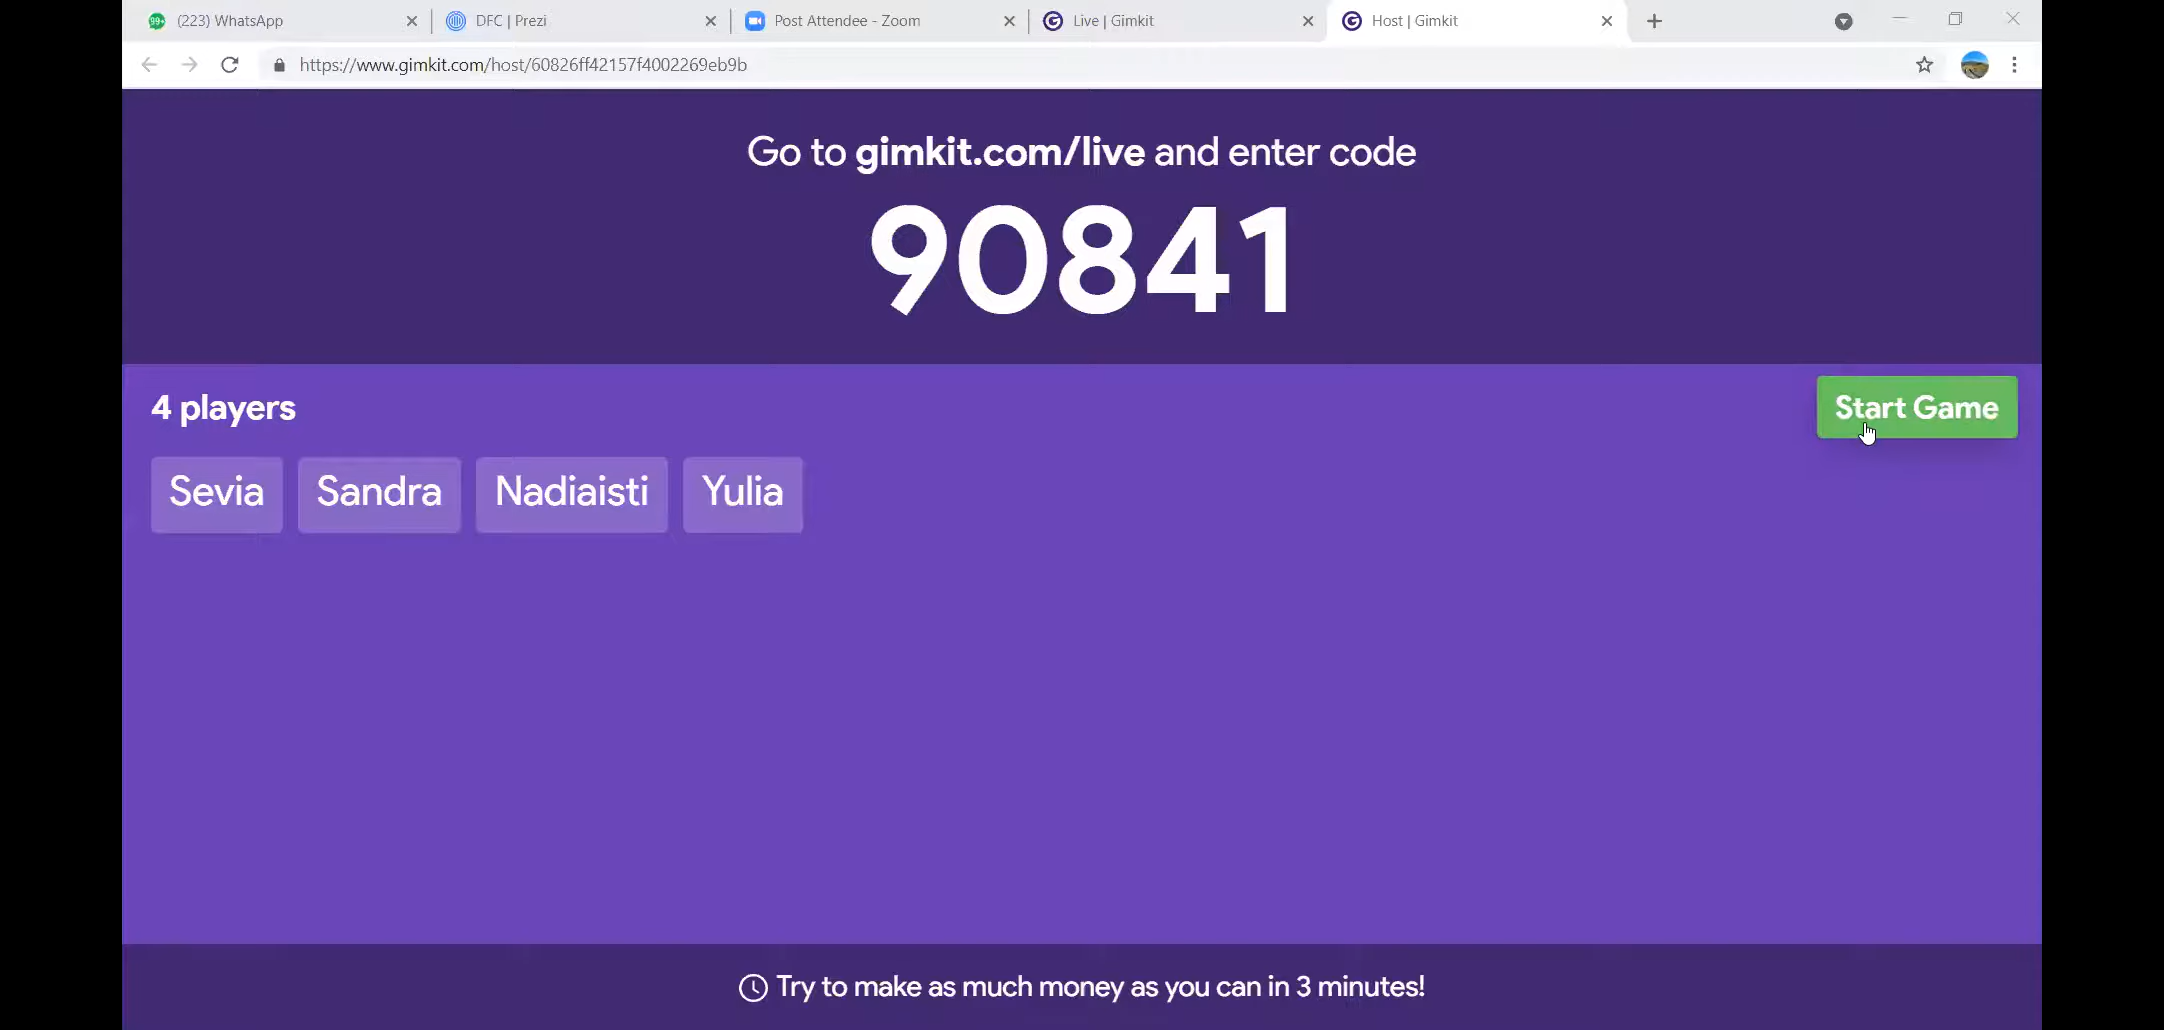 (223) WhatsApp
DFC | Prezi
Post Attendee - Zoom
Live | Gimkit
Host | Gimkit
https://www.gimkit.com/host/60826ff42157f4002269eb9b
Go to gimkit.com/live and enter code
90841
4 players
Start Game
Sevia
Sandra
Nadiaisti
Yulia
Try to make as much money as you can in 3 minutes!